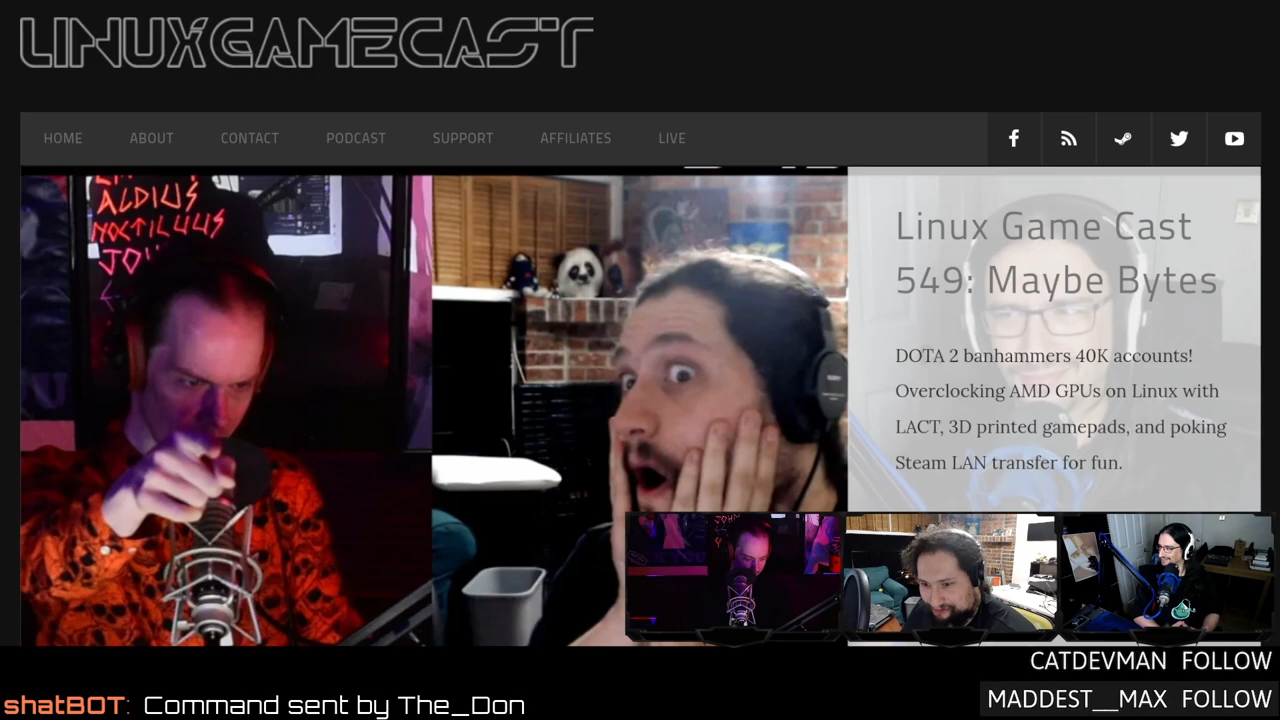 LINUXGAMECAST
HOME ABOUT CONTACT PODCAST SUPPORT AFFILIATES LIVE
ALDIUS
NOCTILUUS
JOH
Linux Game Cast
549: Maybe Bytes
DOTA 2 banhammers 40K accounts!
Overclocking AMD GPUs on Linux with
LACT, 3D printed gamepads, and poking
Steam LAN transfer for fun.
CATDEVMAN FOLLOW
MADDEST__MAX FOLLOW
shatBOT: Command sent by The_Don